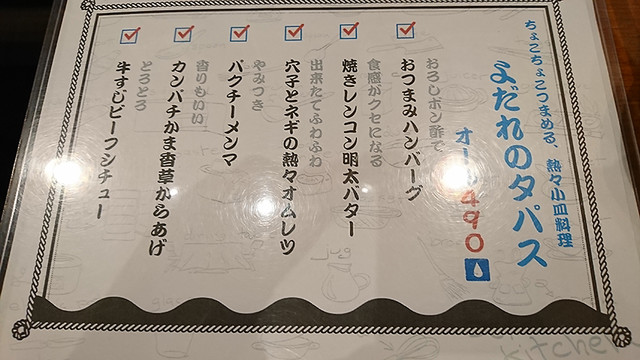 ちょこちょこつまめる、熱々小皿料理
よだれのタパス
オール490
おろしポン酢で
おつまみハンバーグ
食感がクセになる
焼きレンコン明太バター
出来たてふわふわ
穴子とネギの熱々オムレツ
やみつき
パクチーメンマ
香りもいい
カンパチかま香草からあげ
とろとろ
牛すじビーフシチュー